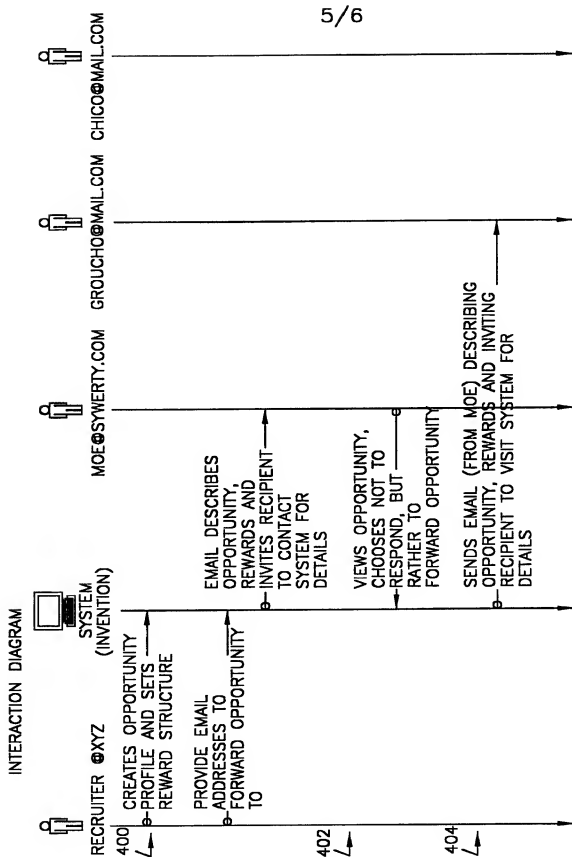 5/6
INTERACTION DIAGRAM
RECRUITER @XYZ
SYSTEM
(INVENTION)
MOE@SYWERTY.COM
GROUCHO@MAIL.COM
CHICO@MAIL.COM
400
CREATES OPPORTUNITY
PROFILE AND SETS
REWARD STRUCTURE
PROVIDE EMAIL
ADDRESSES TO
FORWARD OPPORTUNITY
TO
EMAIL DESCRIBES
OPPORTUNITY,
REWARDS AND
INVITES RECIPIENT
TO CONTACT
SYSTEM FOR
DETAILS
402
VIEWS OPPORTUNITY,
CHOOSES NOT TO
RESPOND, BUT
RATHER TO
FORWARD OPPORTUNITY
404
SENDS EMAIL (FROM MOE) DESCRIBING
OPPORTUNITY, REWARDS AND INVITING
RECIPIENT TO VISIT SYSTEM FOR
DETAILS